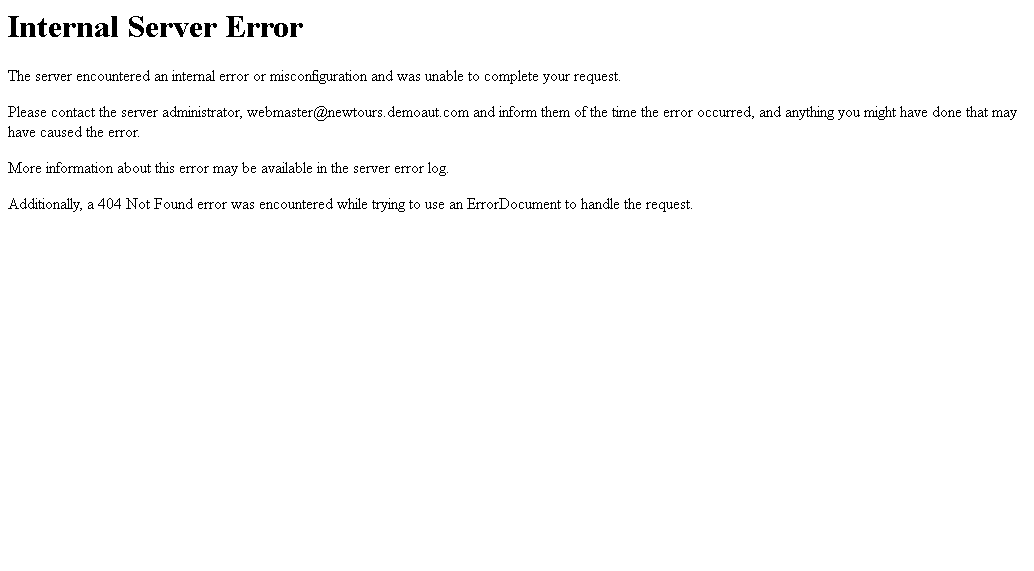 Internal Server Error
The server encountered an internal error or misconfiguration and was unable to complete your request.
Please contact the server administrator, webmaster@newtours.demoaut.com and inform them of the time the error occurred, and anything you might have done that may
have caused the error.
More information about this error may be available in the server error log.
Additionally, a 404 Not Found error was encountered while trying to use an ErrorDocument to handle the request.